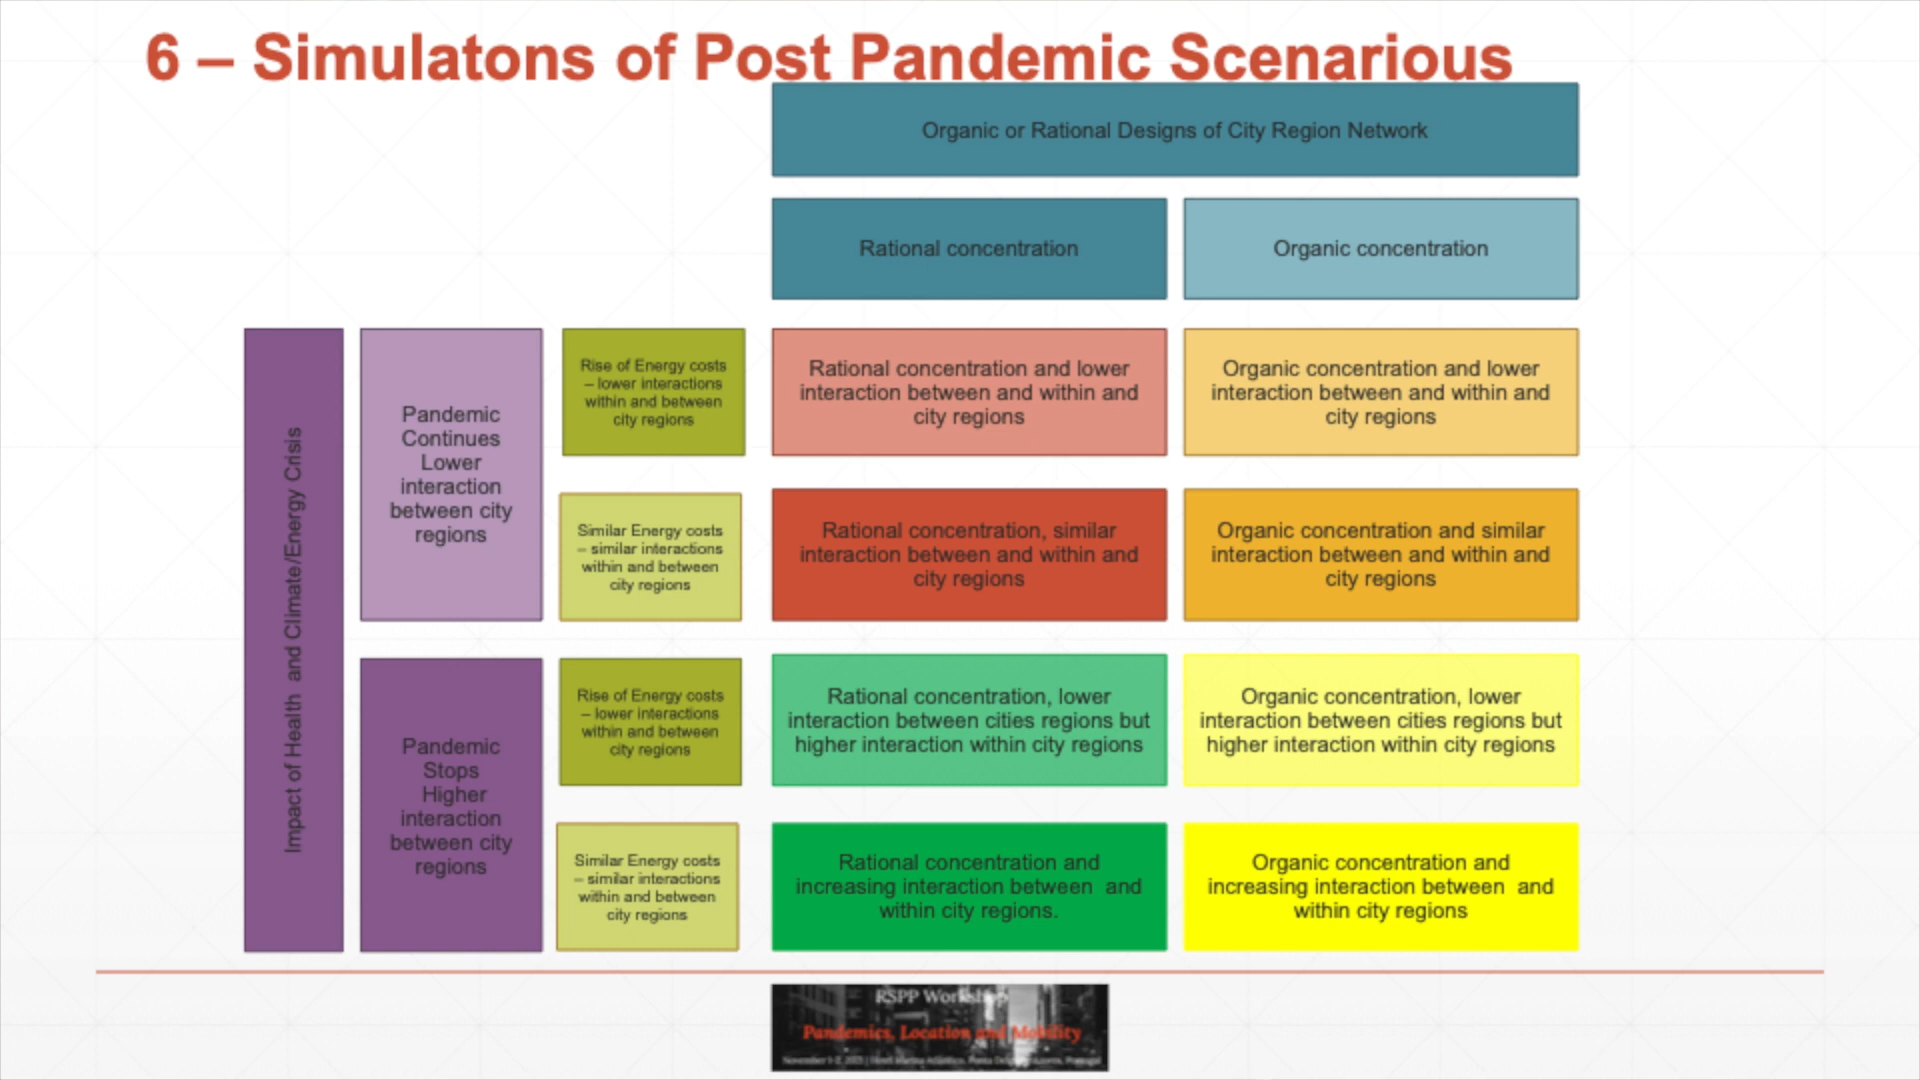 6 – Simulatons of Post Pandemic Scenarious
Organic or Rational Designs of City Region Network
Rational concentration
Organic concentration
Impact of Health and Climate/Energy Crisis
Pandemic
Continues
Lower
interaction
between city
regions
Rise of Energy costs
– lower interactions
within and between
city regions
Rational concentration and lower
interaction between and within and
city regions
Organic concentration and lower
interaction between and within and
city regions
Similar Energy costs
– similar interactions
within and between
city regions
Rational concentration, similar
interaction between and within and
city regions
Organic concentration and similar
interaction between and within and
city regions
Pandemic
Stops
Higher
interaction
between city
regions
Rise of Energy costs
– lower interactions
within and between
city regions
Rational concentration, lower
interaction between cities regions but
higher interaction within city regions
Organic concentration, lower
interaction between cities regions but
higher interaction within city regions
Similar Energy costs
– similar interactions
within and between
city regions
Rational concentration and
increasing interaction between and
within city regions.
Organic concentration and
increasing interaction between and
within city regions
RSPP Workshop
Pandemics, Location and Mobility